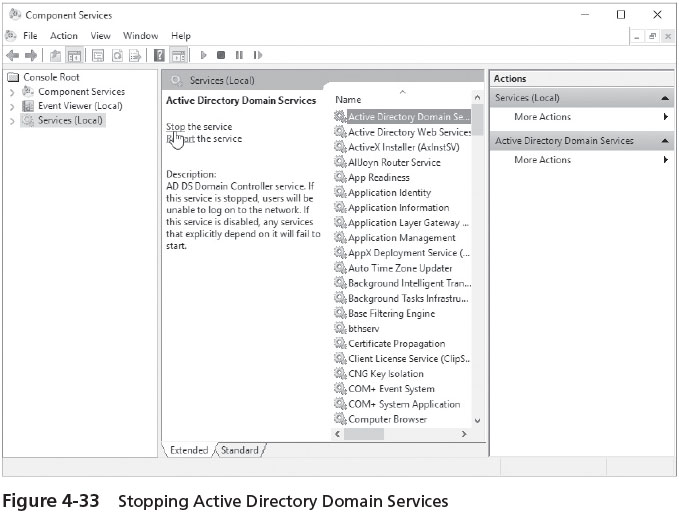 Component Services
File Action View Window Help
Console Root
Component Services
Event Viewer (Local)
Services (Local)
Services (Local)
Active Directory Domain Services
Stop the service
Restart the service
Description:
AD DS Domain Controller service. If
this service is stopped, users will be
unable to log on to the network. If
this service is disabled, any services
that explicitly depend on it will fail to
start.
Name
Active Directory Domain Se...
Active Directory Web Services
ActiveX Installer (AxInstSV)
AllJoyn Router Service
App Readiness
Application Identity
Application Information
Application Layer Gateway ...
Application Management
AppX Deployment Service (...
Auto Time Zone Updater
Background Intelligent Tran...
Background Tasks Infrastru...
Base Filtering Engine
bthserv
Certificate Propagation
Client License Service (ClipS...
CNG Key Isolation
COM+ Event System
COM+ System Application
Computer Browser
Extended
Standard
Actions
Services (Local)
More Actions
Active Directory Domain Services
More Actions
Figure 4-33 Stopping Active Directory Domain Services